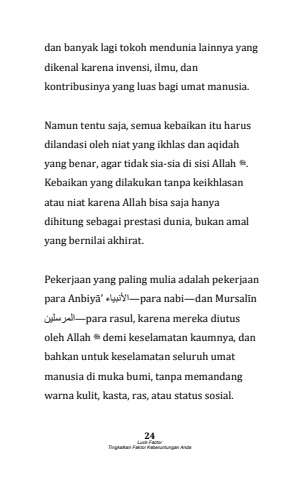 dan banyak lagi tokoh mendunia lainnya yang
dikenal karena invensi, ilmu, dan
kontribusinya yang luas bagi umat manusia.
Namun tentu saja, semua kebaikan itu harus
dilandasi oleh niat yang ikhlas dan aqidah
yang benar, agar tidak sia-sia di sisi Allah ﷻ.
Kebaikan yang dilakukan tanpa keikhlasan
atau niat karena Allah bisa saja hanya
dihitung sebagai prestasi dunia, bukan amal
yang bernilai akhirat.
Pekerjaan yang paling mulia adalah pekerjaan
para Anbiyā’ الأنبياء—para nabi—dan Mursalīn
المرسلين—para rasul, karena mereka diutus
oleh Allah ﷻ demi keselamatan kaumnya, dan
bahkan untuk keselamatan seluruh umat
manusia di muka bumi, tanpa memandang
warna kulit, kasta, ras, atau status sosial.
24
Luck Factor
Tingkatkan Faktor Keberuntungan Anda